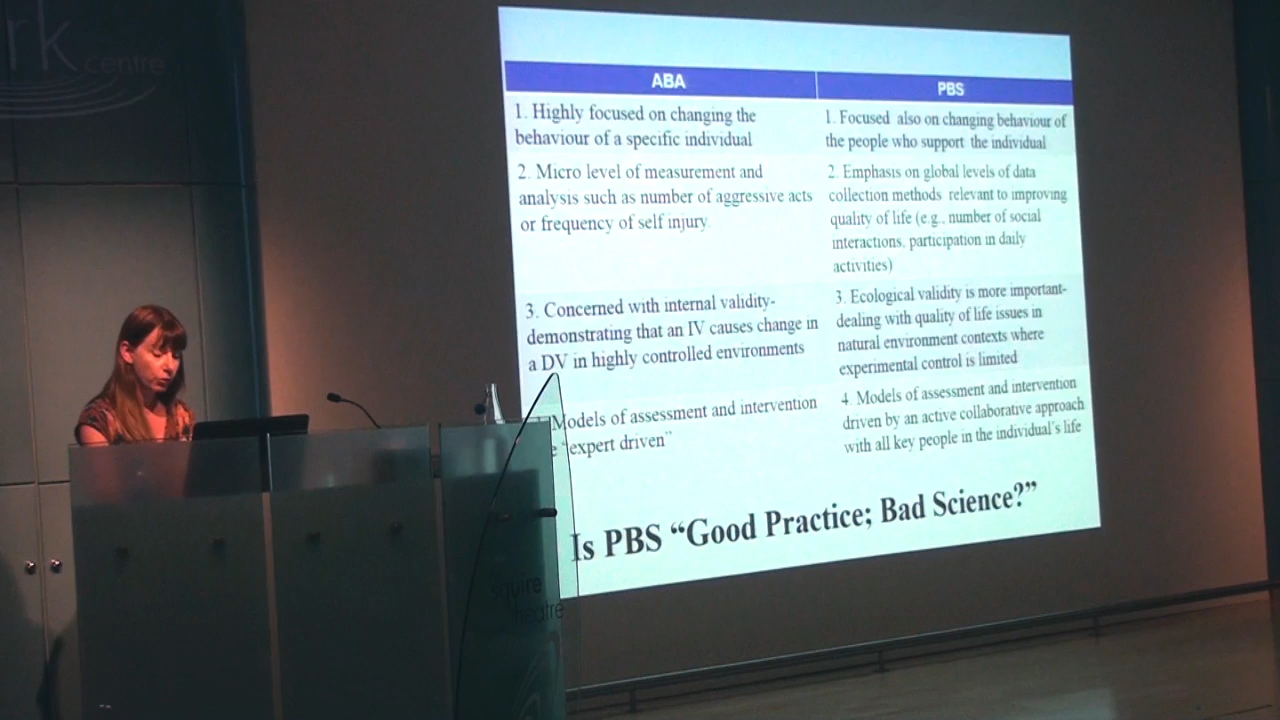 rk centre
ABA
PBS
1. Highly focused on changing the
behaviour of a specific individual
1. Focused also on changing behaviour of
the people who support the individual
2. Micro level of measurement and
analysis such as number of aggressive acts
or frequency of self injury.
2. Emphasis on global levels of data
collection methods relevant to improving
quality of life (e.g., number of social
interactions, participation in daily
activities)
3. Concerned with internal validity-
demonstrating that an IV causes change in
a DV in highly controlled environments
3. Ecological validity is more important-
dealing with quality of life issues in
natural environment contexts where
experimental control is limited
Models of assessment and intervention
e "expert driven"
4. Models of assessment and intervention
driven by an active collaborative approach
with all key people in the individual's life
Is PBS “Good Practice; Bad Science?”
squire
theatre